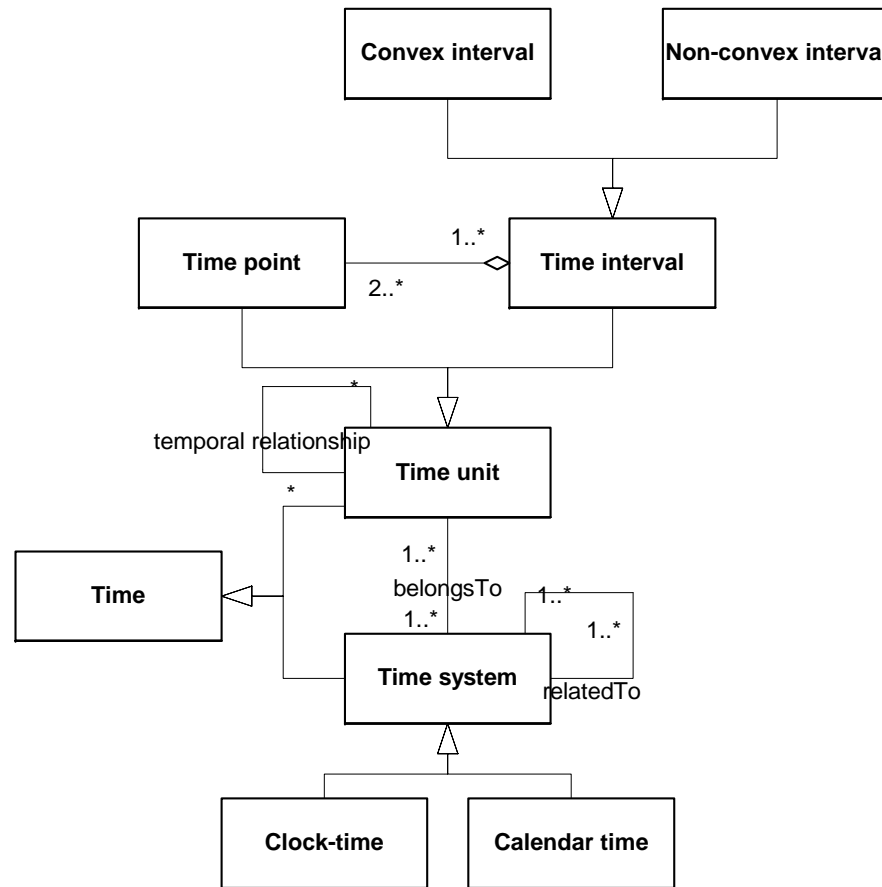 Convex interval
Non-convex interva
1..*
Time point
Time interval
2..*
*
temporal relationship
Time unit
*
1..*
Time
belongsTo
1..*
1..*
1..*
Time system
relatedTo
Clock-time
Calendar time